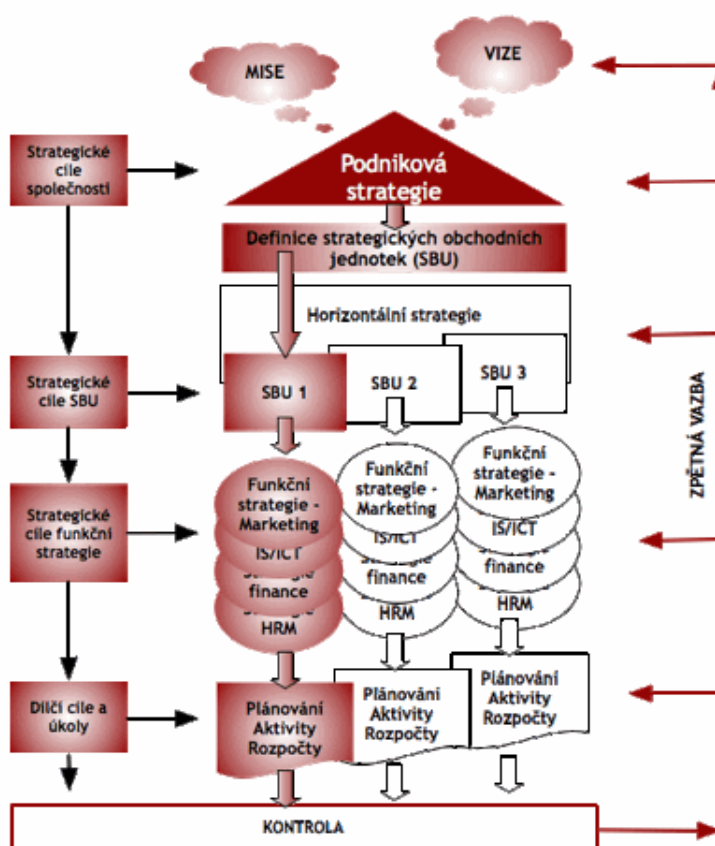 MISE
VIZE
Strategické
cíle
společnosti
Podniková
strategie
Definice strategických obchodních
jednotek (SBU)
Horizontální strategie
Strategické
cíle SBU
SBU 1
SBU 2
SBU 3
ZPĚTNÁ VAZBA
Strategické
cíle funkční
strategie
Funkční
strategie -
Marketing
IS/ICT
finance
HRM
Funkční
strategie -
Marketing
IS/ICT
finance
HRM
Funkční
strategie -
Marketing
IS/ICT
finance
HRM
Dílčí cíle a
úkoly
Plánování
Aktivity
Rozpočty
Plánování
Aktivity
Rozpočty
Plánování
Aktivity
Rozpočty
KONTROLA